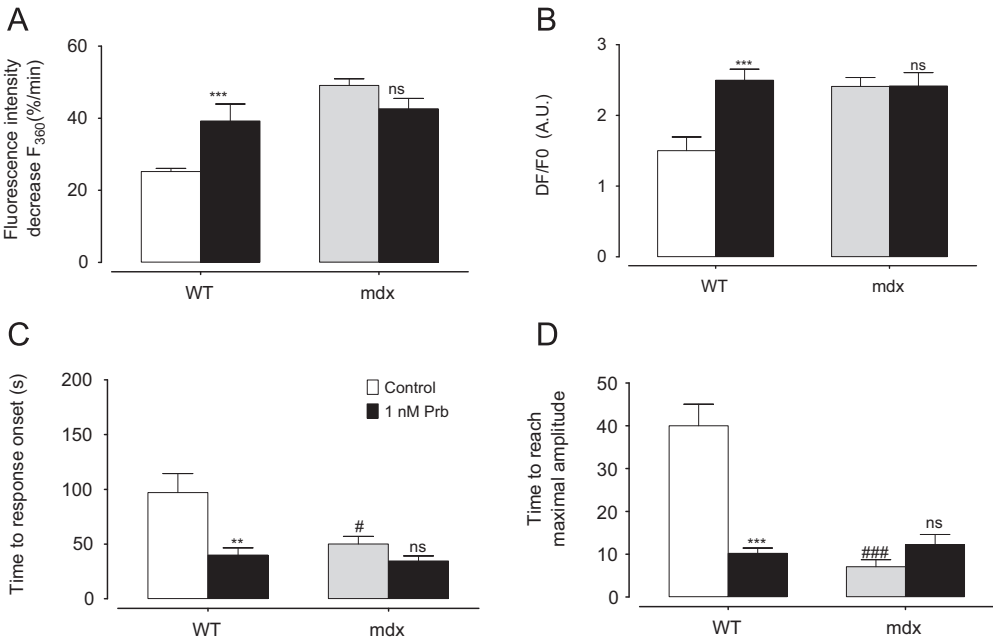 A
Fluorescence intensity
decrease F360(%/min)
60
40
20
0
***
ns
WT
mdx
B
DF/F0 (A.U.)
3
2
1
0
***
ns
WT
mdx
C
Time to response onset (s)
200
150
100
50
0
Control
1 nM Prb
**
#
ns
WT
mdx
D
Time to reach
maximal amplitude
50
40
30
20
10
0
***
###
ns
WT
mdx